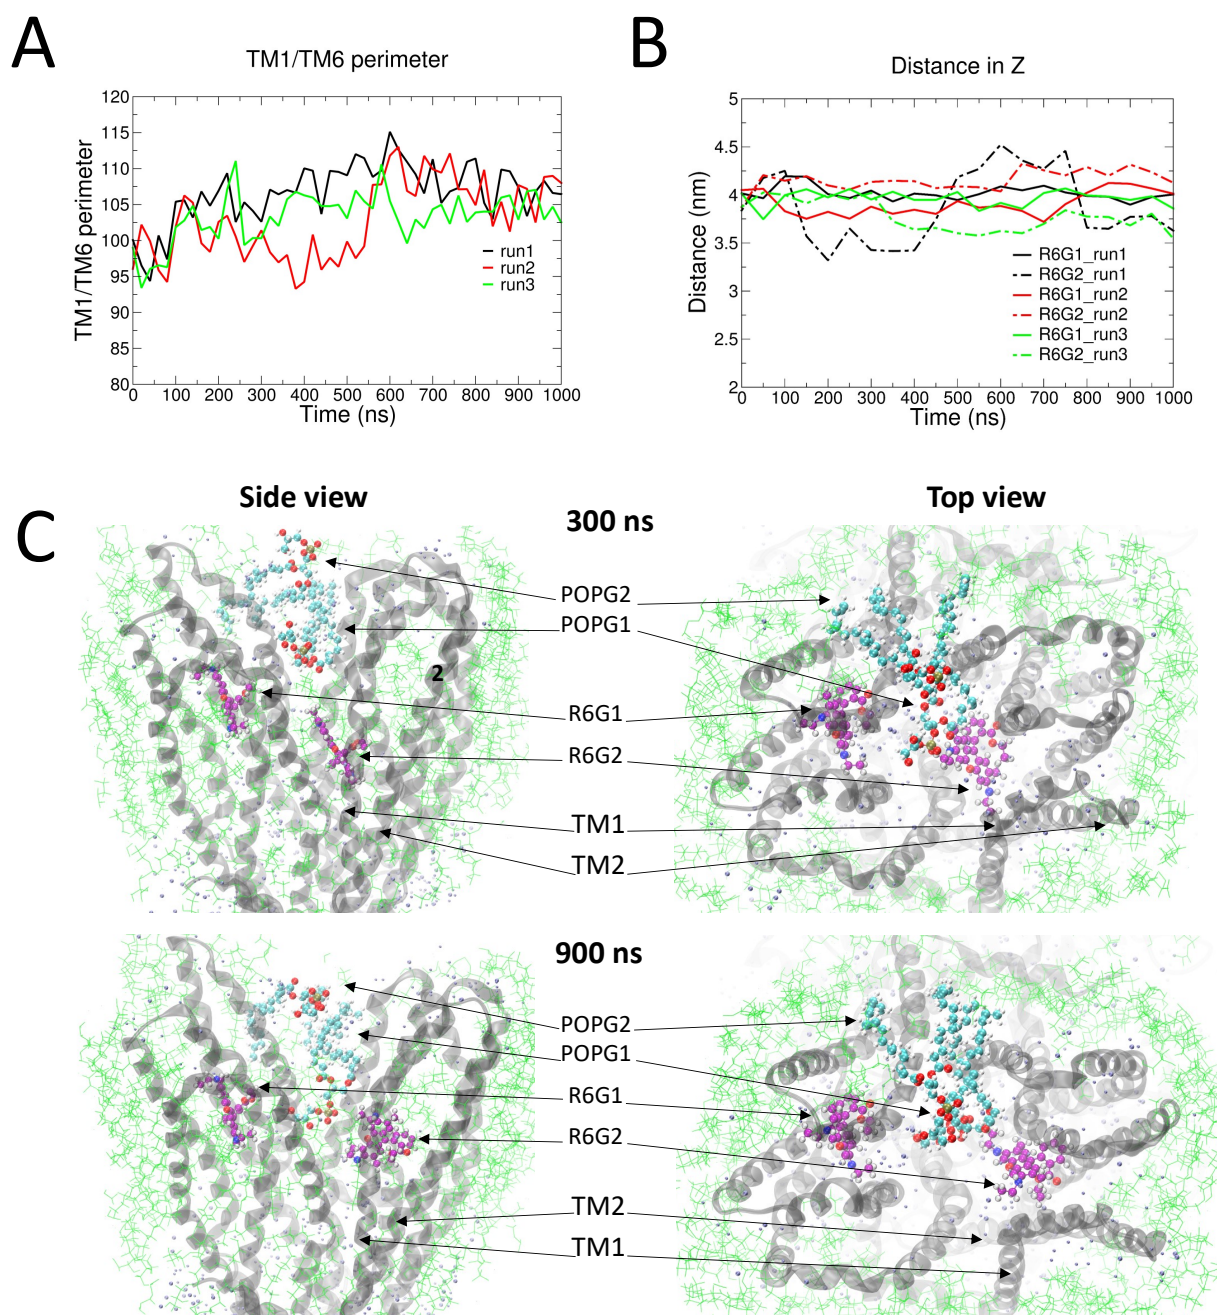 A
TM1/TM6 perimeter
TM1/TM6 perimeter
120
115
110
105
100
95
90
85
80
0 100 200 300 400 500 600 700 800 900 1000
Time (ns)
run1
run2
run3
B
Distance in Z
Distance (nm)
5
4.5
4
3.5
3
2.5
2
0 100 200 300 400 500 600 700 800 900 1000
Time (ns)
R6G1_run1
R6G2_run1
R6G1_run2
R6G2_run2
R6G1_run3
R6G2_run3
C
Side view
Top view
300 ns
POPG2
POPG1
2
R6G1
R6G2
TM1
TM2
900 ns
POPG2
POPG1
R6G1
R6G2
TM2
TM1